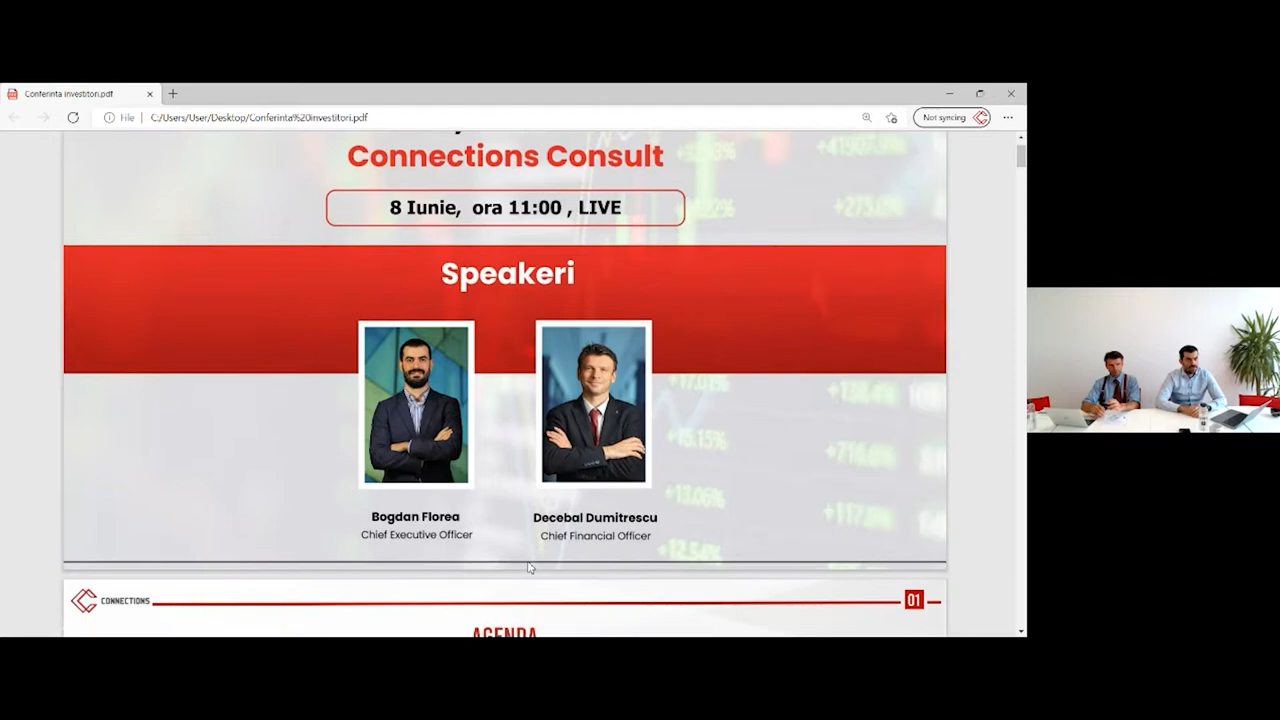 Conferinta investitori.pdf
File
C:/Users/User/Desktop/Conferinta%20investitori.pdf
Not syncing
Connections Consult
8 Iunie, ora 11:00 , LIVE
Speakeri
Bogdan Florea
Decebal Dumitrescu
Chief Executive Officer
Chief Financial Officer
CONNECTIONS
01
AGENDA